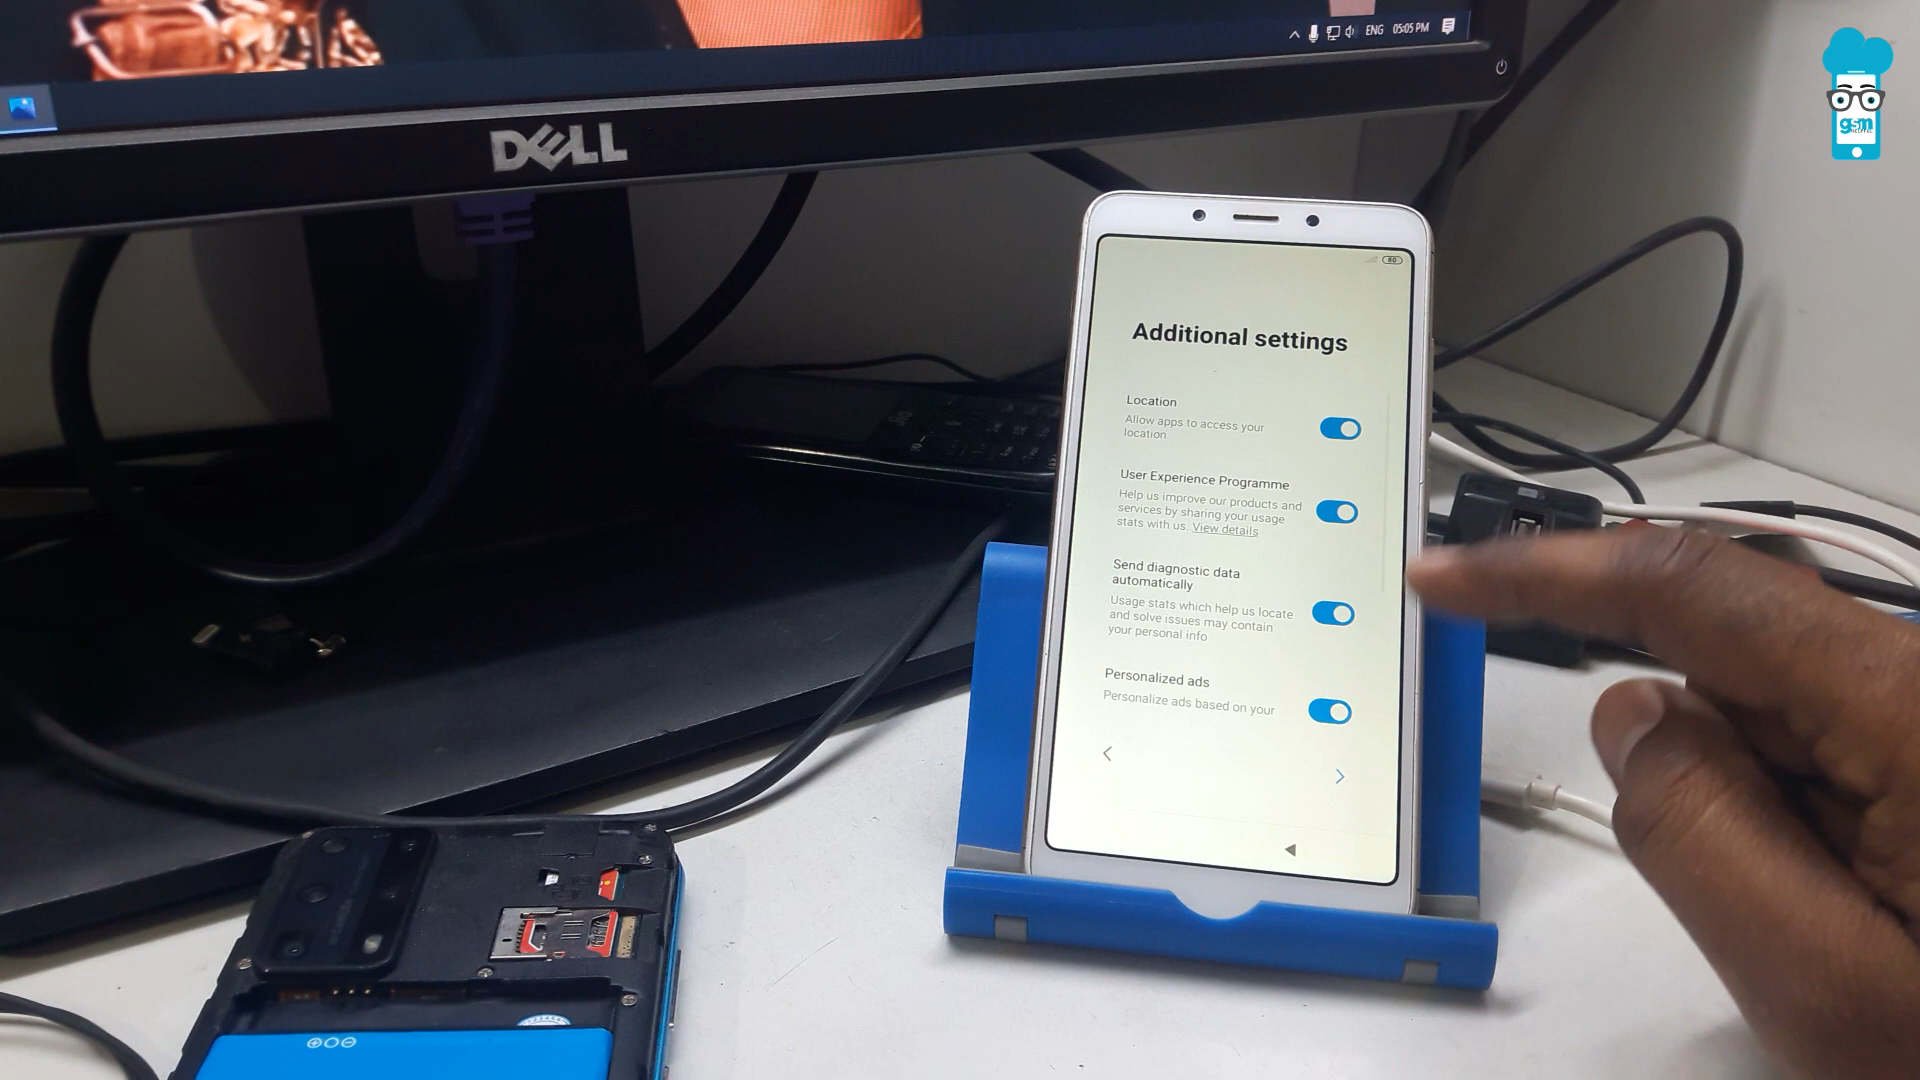 ENG 05:05 PM
DELL
gsm
80
Additional settings
Location
Allow apps to access your
location
User Experience Programme
Help us improve our products and
services by sharing your usage
stats with us. View details
Send diagnostic data
automatically
Usage stats which help us locate
and solve issues may contain
your personal info
Personalized ads
Personalize ads based on your